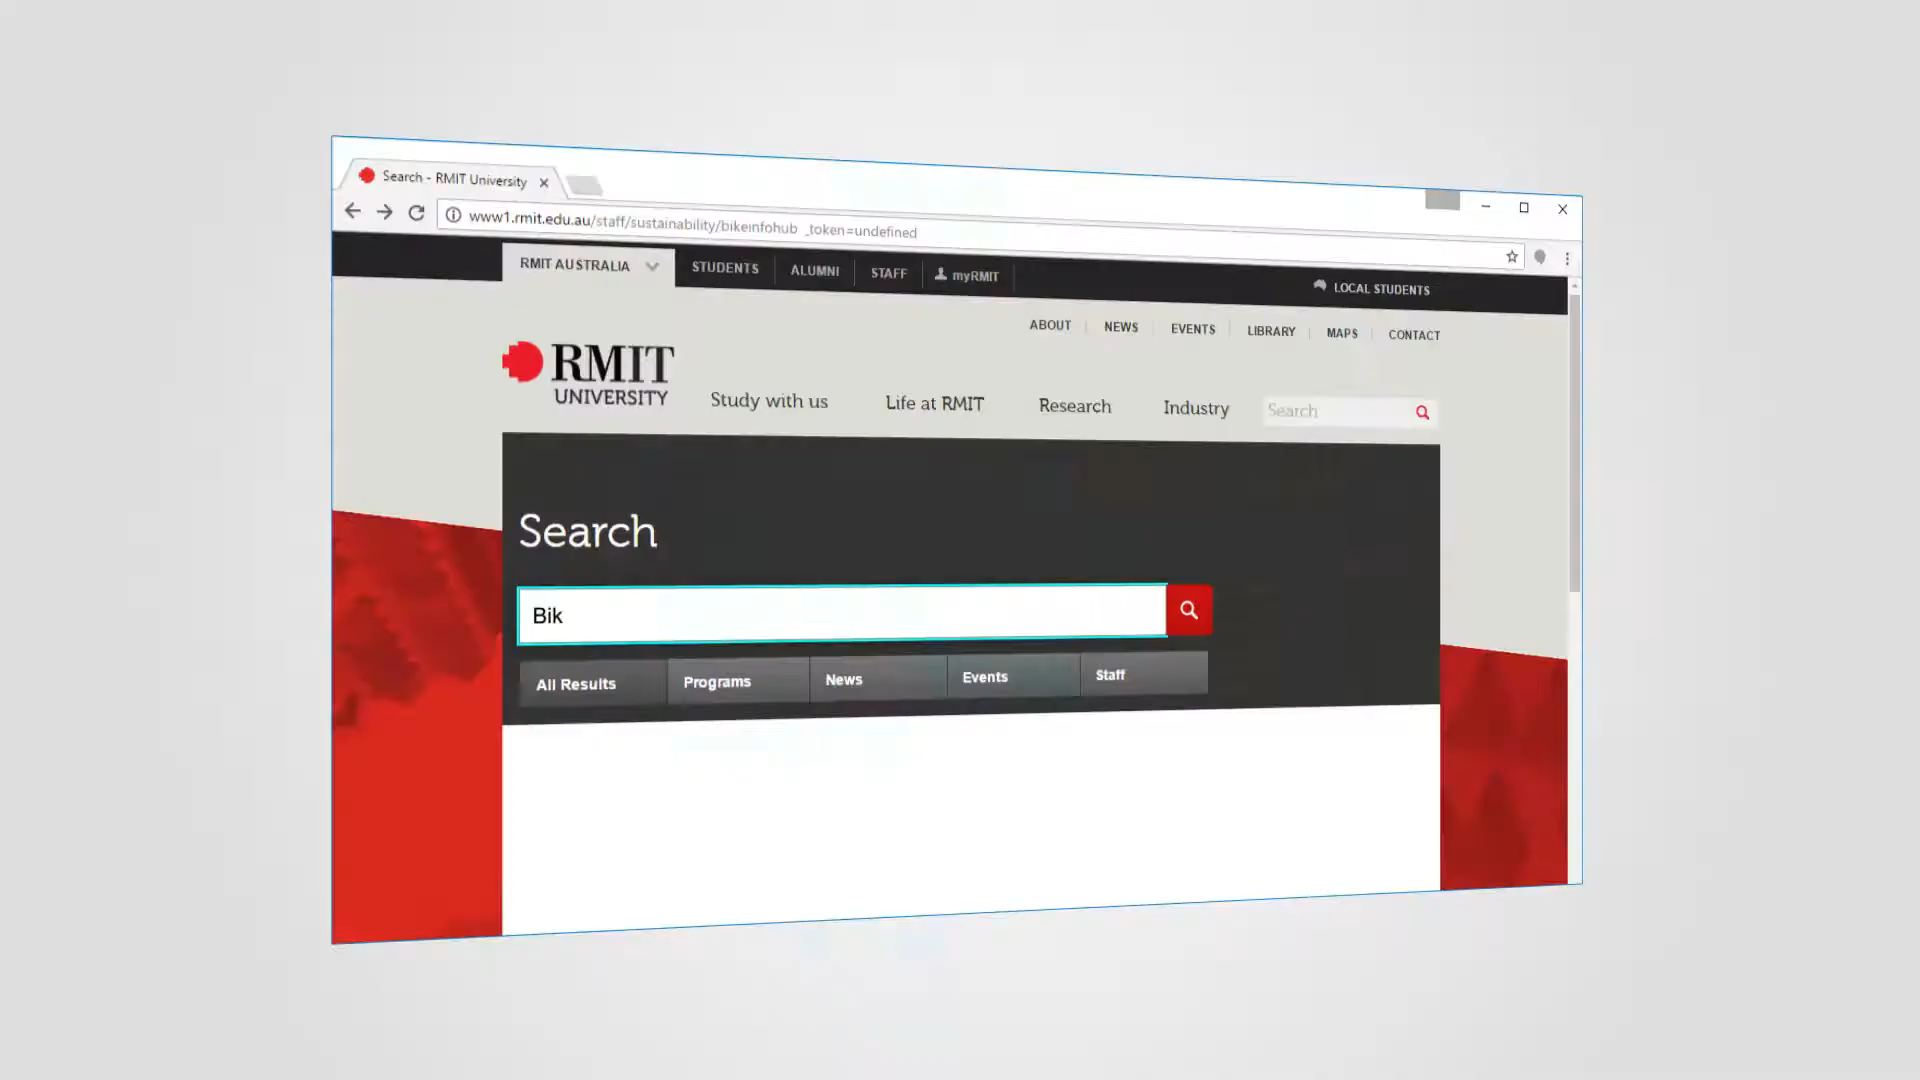 Search - RMIT University
www1.rmit.edu.au/staff/sustainability/bikeinfohub _token=undefined
RMIT AUSTRALIA STUDENTS ALUMNI STAFF myRMIT LOCAL STUDENTS
ABOUT NEWS EVENTS LIBRARY MAPS CONTACT
RMIT
UNIVERSITY
Study with us Life at RMIT Research Industry Search
Search
Bik
All Results Programs News Events Staff